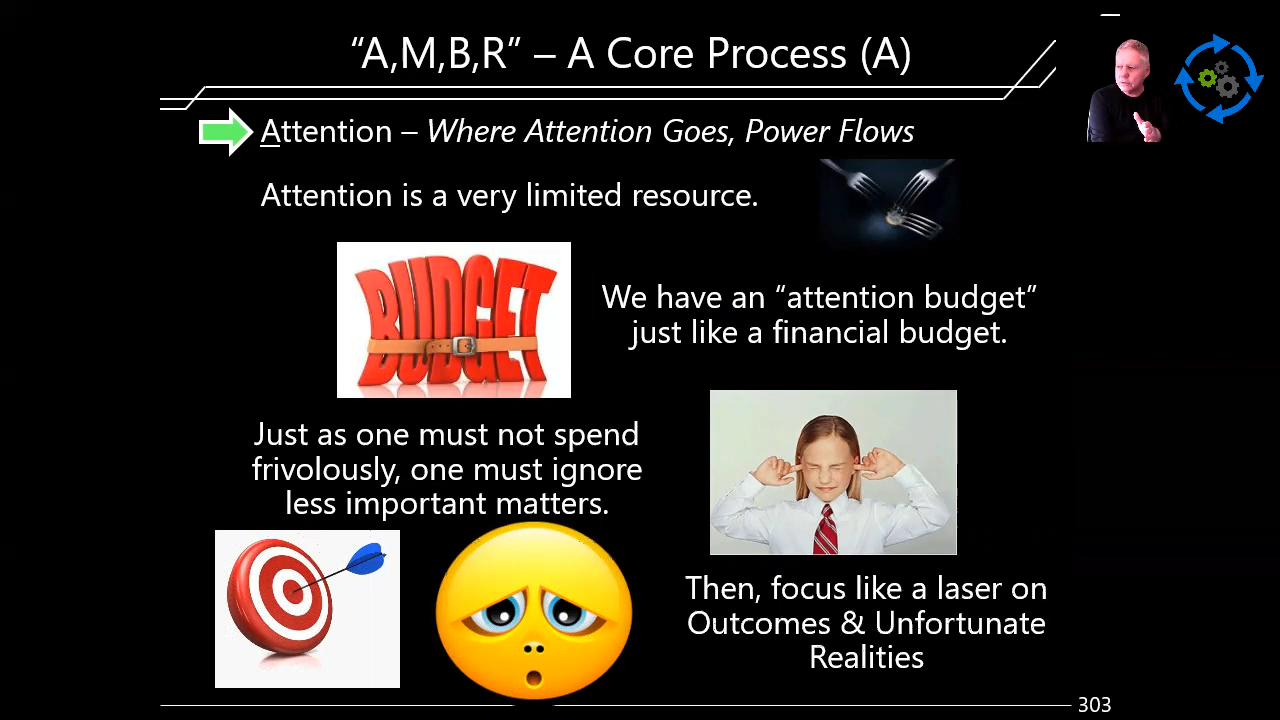 “A,M,B,R” – A Core Process (A)
Attention – Where Attention Goes, Power Flows
Attention is a very limited resource.
BUDGET
We have an “attention budget”
just like a financial budget.
Just as one must not spend
frivolously, one must ignore
less important matters.
Then, focus like a laser on
Outcomes & Unfortunate
Realities
303